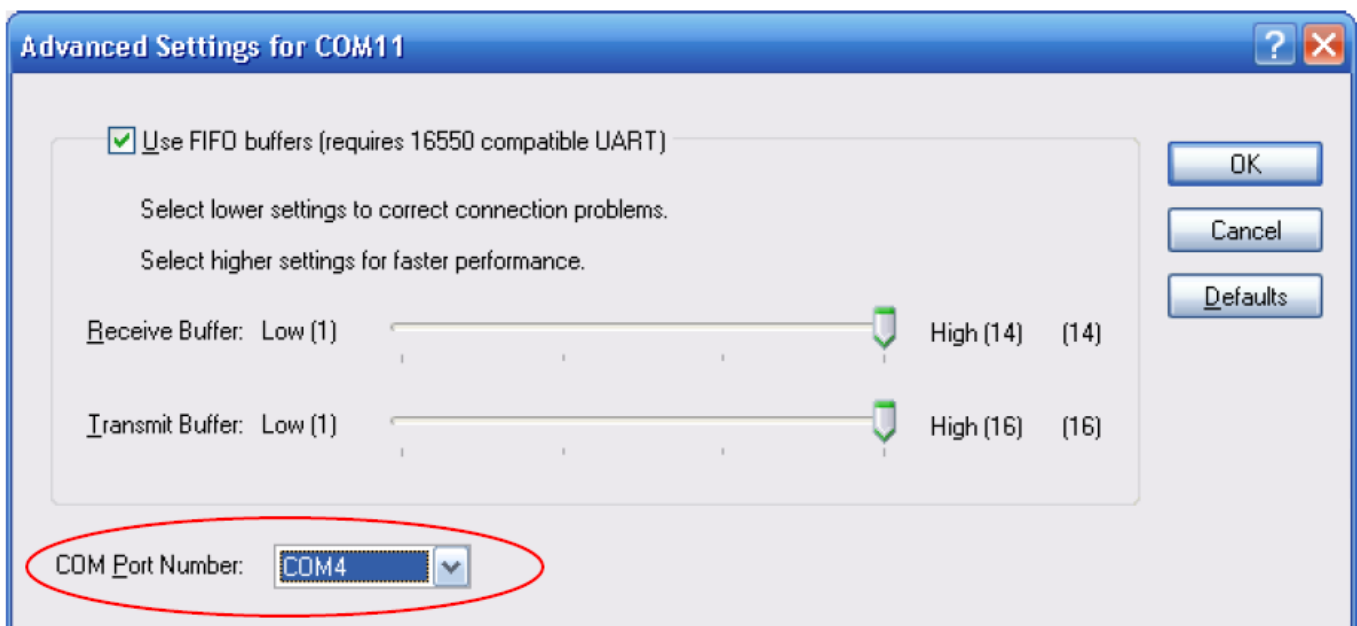 Advanced Settings for COM11
Use FIFO buffers (requires 16550 compatible UART)
OK
Select lower settings to correct connection problems.
Cancel
Select higher settings for faster performance.
Defaults
Receive Buffer: Low (1) High (14) (14)
Transmit Buffer: Low (1) High (16) (16)
COM Port Number: COM4